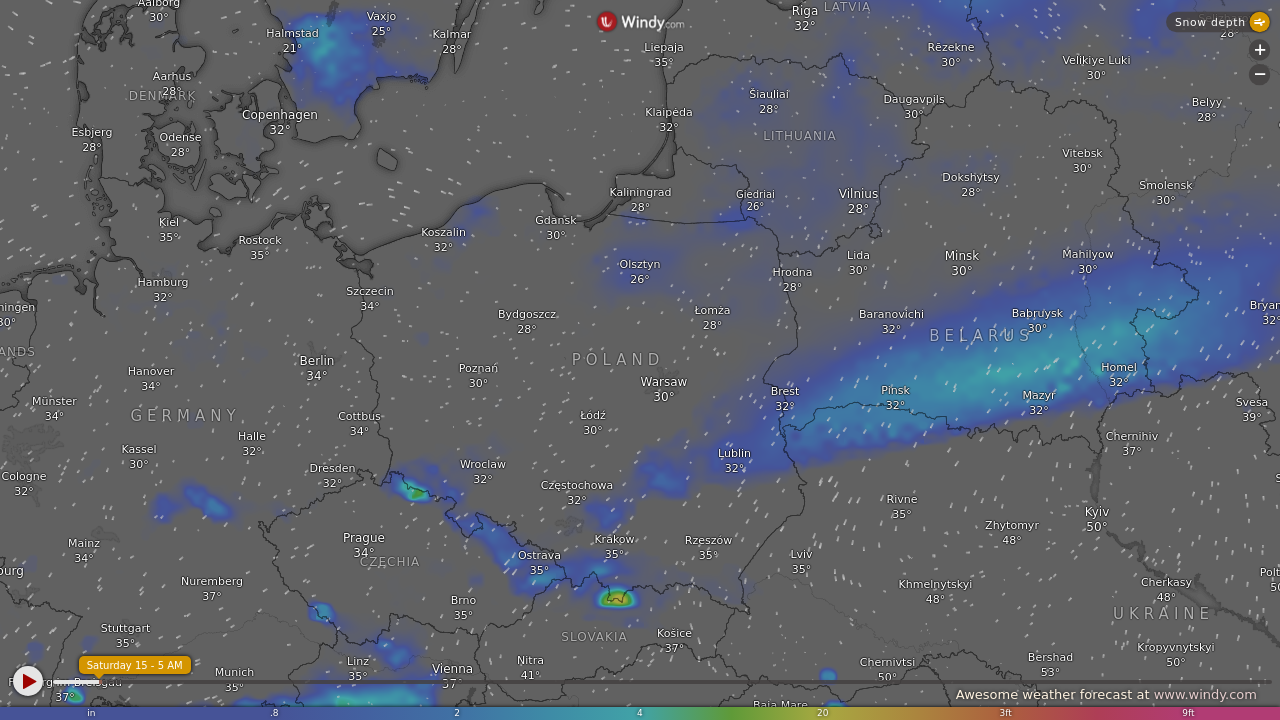 Aalborg
30°
Halmstad
21°
Vaxjo
25°
Kalmar
28°
Windy.com
Riga
32°
LATVIA
Snow depth
28°
Liepaja
35°
Rēzekne
30°
Velikiye Luki
30°
+
−
Aarhus
28°
DENMARK
Copenhagen
32°
Esbjerg
28°
Odense
28°
Klaipėda
32°
Šiauliai
28°
LITHUANIA
Daugavpils
30°
Belyy
28°
Vitebsk
30°
Dokshytsy
28°
Smolensk
30°
Kaliningrad
28°
Giedriai
26°
Vilnius
28°
Kiel
35°
Rostock
35°
Koszalin
32°
Gdansk
30°
Olsztyn
26°
Hrodna
28°
Lida
30°
Minsk
30°
Mahilyow
30°
Hamburg
32°
Szczecin
34°
Bydgoszcz
28°
Łomża
28°
Baranovichi
32°
Babruysk
30°
BELARUS
ningen
30°
ANDS
Hanover
34°
Berlin
34°
Poznań
30°
POLAND
Warsaw
30°
Brest
32°
Pinsk
32°
Mazyr
32°
Homel
32°
Svesa
39°
Münster
34°
GERMANY
Halle
32°
Cottbus
34°
Łódź
30°
Kassel
30°
Cologne
32°
Dresden
32°
Wroclaw
32°
Częstochowa
32°
Lublin
32°
Chernihiv
37°
Rivne
35°
Kyiv
50°
Zhytomyr
48°
Mainz
34°
Prague
34°
CZECHIA
Ostrava
35°
Krakow
35°
Rzeszów
35°
Lviv
35°
Khmelnytskyi
48°
Cherkasy
48°
Nuremberg
37°
Brno
35°
UKRAINE
Stuttgart
35°
SLOVAKIA
Košice
37°
Kropyvnytskyi
50°
Saturday 15 - 5 AM
37°
Munich
35°
Linz
35°
Vienna
37°
Nitra
41°
Chernivtsi
50°
Bershad
53°
Baia Mare
Awesome weather forecast at www.windy.com
in .8 2 4 20 3ft 9ft